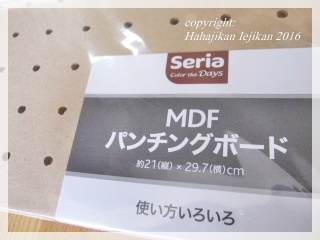 copyright:
Hahajikan Iejikan 2016
Seria
Color the Days
MDF
パンチングボード
約21(縦)×29.7(横)cm
使い方いろいろ